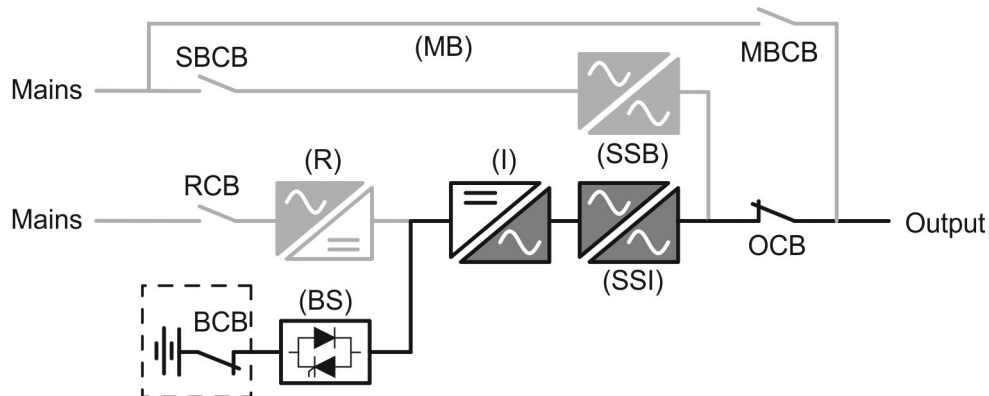 (MB)
MBCB
SBCB
Mains
(SSB)
(R)
(I)
RCB
Mains
Output
OCB
(SSI)
(BS)
BCB